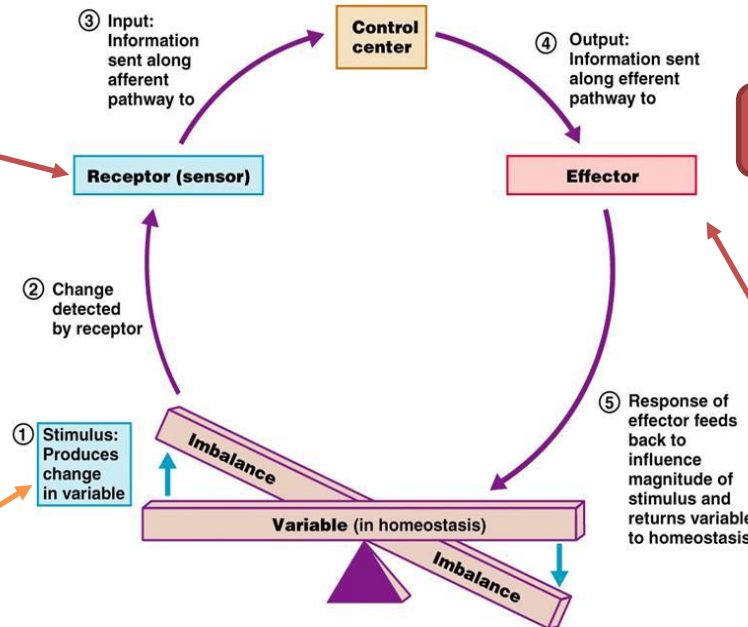 ③ Input:
Information
sent along
afferent
pathway to
Control
center
④ Output:
Information sent
along efferent
pathway to
Receptor (sensor)
Effector
② Change
detected
by receptor
① Stimulus:
Produces
change
in variable
Imbalance
Variable (in homeostasis)
Imbalance
⑤ Response of
effector feeds
back to
influence
magnitude of
stimulus and
returns variable
to homeostasis